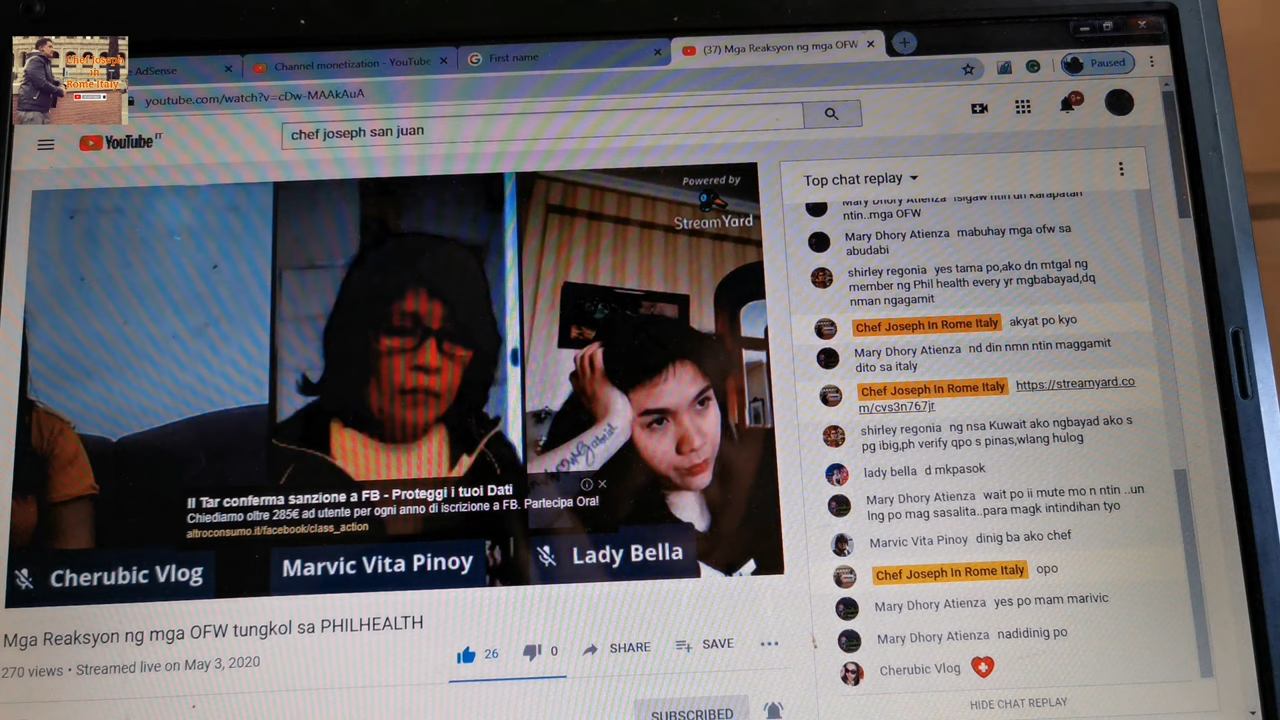 Chef Joseph
in
Rome Italy
AdSense
Channel monetization - YouTube
First name
(37) Mga Reaksyon ng mga OFW
youtube.com/watch?v=cDw-MAAkAuA
Paused
YouTube IT
chef joseph san juan
9+
Powered by
StreamYard
Il Tar conferma sanzione a FB - Proteggi i tuoi Dati
Chiediamo oltre 285€ ad utente per ogni anno di iscrizione a FB. Partecipa Ora!
altroconsumo.it/facebook/class_action
Cherubic Vlog
Marvic Vita Pinoy
Lady Bella
Mga Reaksyon ng mga OFW tungkol sa PHILHEALTH
270 views • Streamed live on May 3, 2020
26
0
SHARE
SAVE
SUBSCRIBED
Top chat replay
Mary Dhory Atienza isigaw ntin un karapatan
ntin..mga OFW
Mary Dhory Atienza mabuhay mga ofw sa
abudabi
shirley regonia yes tama po,ako dn mtgal ng
member ng Phil health every yr mgbabayad,dq
nman ngagamit
Chef Joseph In Rome Italy akyat po kyo
Mary Dhory Atienza nd din nmn ntin maggamit
dito sa italy
Chef Joseph In Rome Italy https://streamyard.co
m/cvs3n767jr
shirley regonia ng nsa Kuwait ako ngbayad ako s
pg ibig,ph verify qpo s pinas,wlang hulog
lady bella d mkpasok
Mary Dhory Atienza wait po ii mute mo n ntin ..un
lng po mag sasalita..para magk intindihan tyo
Marvic Vita Pinoy dinig ba ako chef
Chef Joseph In Rome Italy opo
Mary Dhory Atienza yes po mam marivic
Mary Dhory Atienza nadidinig po
Cherubic Vlog
HIDE CHAT REPLAY